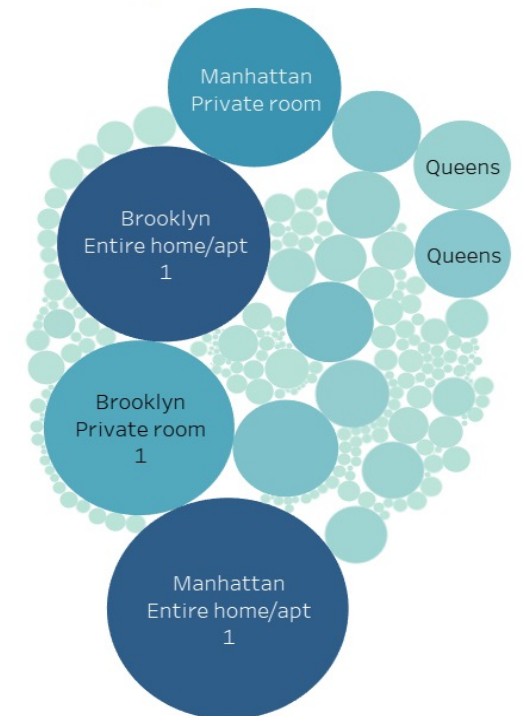 Manhattan
Private room
Queens
Brooklyn
Entire home/apt
1
Queens
Brooklyn
Private room
1
Manhattan
Entire home/apt
1